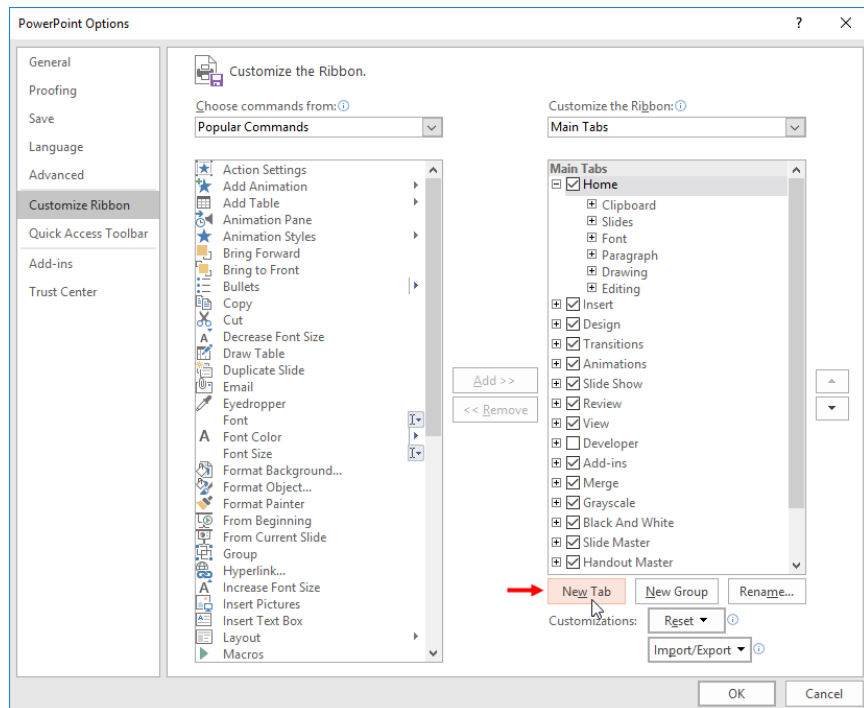 PowerPoint Options
?
General
Proofing
Save
Language
Advanced
Customize Ribbon
Quick Access Toolbar
Add-ins
Trust Center
Customize the Ribbon.
Choose commands from:
Popular Commands
Action Settings
Add Animation
Add Table
Animation Pane
Animation Styles
Bring Forward
Bring to Front
Bullets
Copy
Cut
Decrease Font Size
Draw Table
Duplicate Slide
Email
Eyedropper
Font
Font Color
Font Size
Format Background...
Format Object...
Format Painter
From Beginning
From Current Slide
Group
Hyperlink...
Increase Font Size
Insert Pictures
Insert Text Box
Layout
Macros
Add >>
<< Remove
Customize the Ribbon:
Main Tabs
Main Tabs
Home
Clipboard
Slides
Font
Paragraph
Drawing
Editing
Insert
Design
Transitions
Animations
Slide Show
Review
View
Developer
Add-ins
Merge
Grayscale
Black And White
Slide Master
Handout Master
New Tab New Group Rename...
Customizations: Reset
Import/Export
OK Cancel